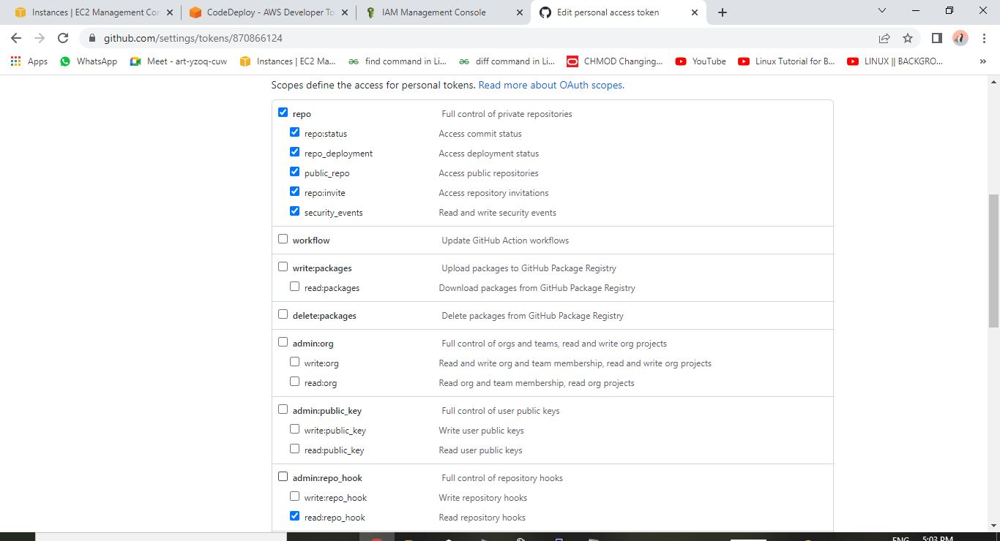 Instances | EC2 Management Con
CodeDeploy - AWS Developer To
IAM Management Console
Edit personal access token
github.com/settings/tokens/870866124
Apps
WhatsApp
Meet - art-yzoq-cuw
Instances | EC2 Ma...
find command in Li...
diff command in Li...
CHMOD Changing...
YouTube
Linux Tutorial for B...
LINUX || BACKGRO...
»
Scopes define the access for personal tokens. Read more about OAuth scopes.
repo Full control of private repositories
repo:status Access commit status
repo_deployment Access deployment status
public_repo Access public repositories
repo:invite Access repository invitations
security_events Read and write security events
workflow Update GitHub Action workflows
write:packages Upload packages to GitHub Package Registry
read:packages Download packages from GitHub Package Registry
delete:packages Delete packages from GitHub Package Registry
admin:org Full control of orgs and teams, read and write org projects
write:org Read and write org and team membership, read and write org projects
read:org Read org and team membership, read org projects
admin:public_key Full control of user public keys
write:public_key Write user public keys
read:public_key Read user public keys
admin:repo_hook Full control of repository hooks
write:repo_hook Write repository hooks
read:repo_hook Read repository hooks
ENG 5:03 PM